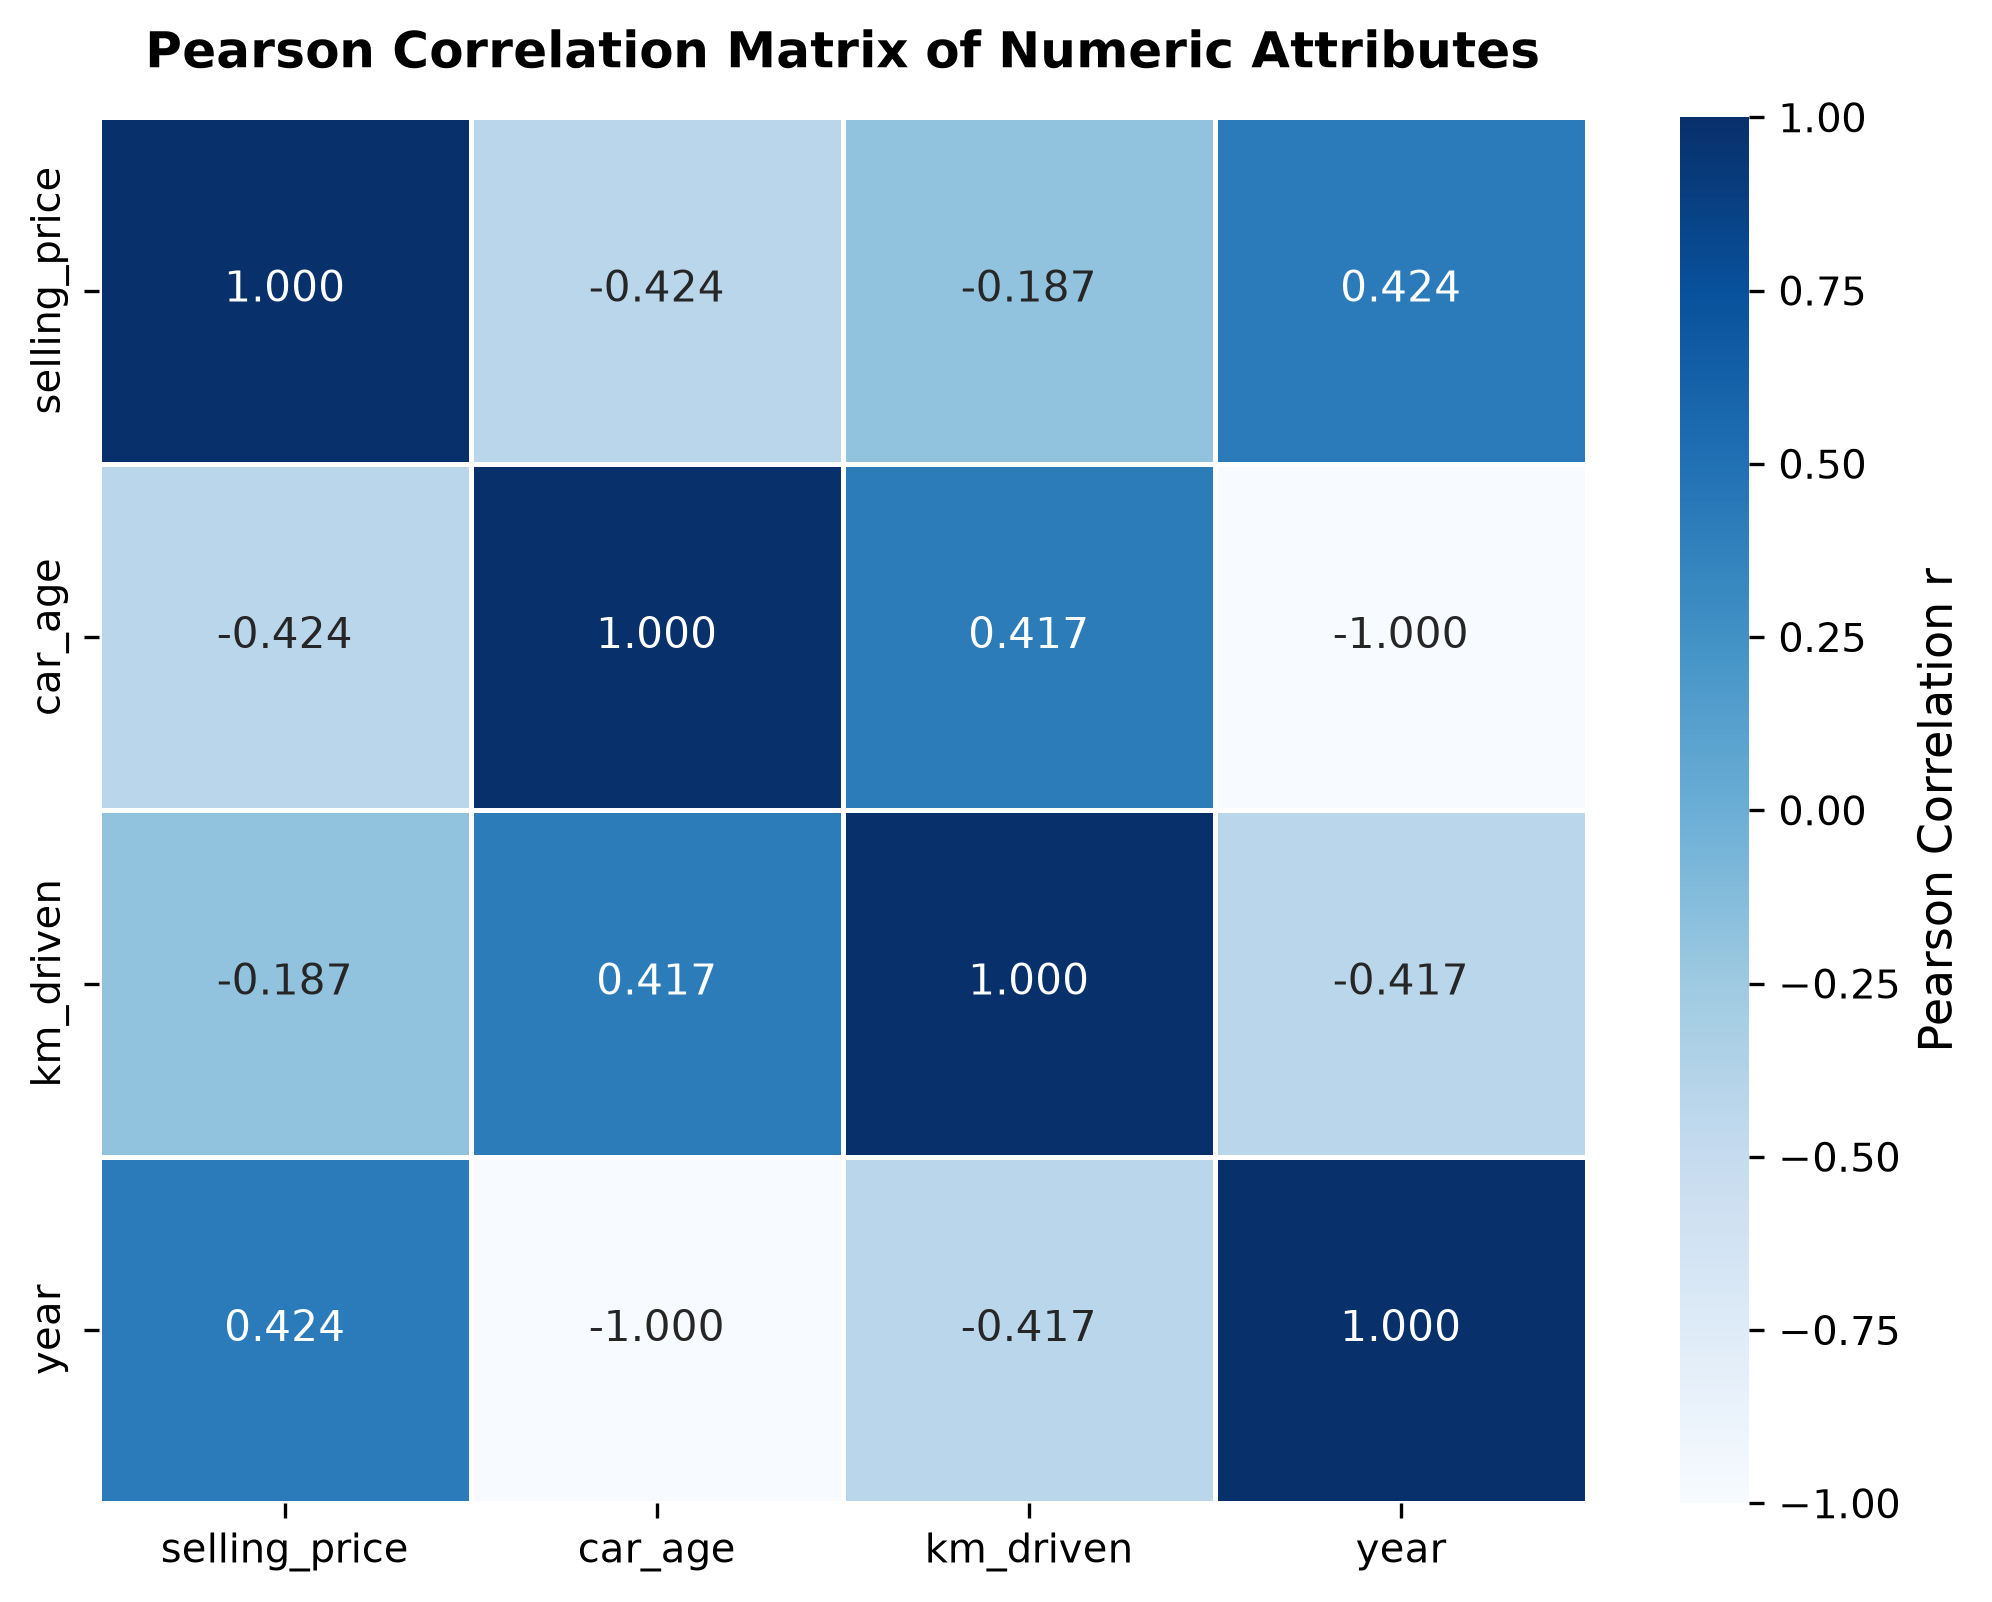 Pearson Correlation Matrix of Numeric Attributes
selling_price
1.000
-0.424
-0.187
0.424
car_age
-0.424
1.000
0.417
-1.000
km_driven
-0.187
0.417
1.000
-0.417
year
0.424
-1.000
-0.417
1.000
selling_price
car_age
km_driven
year
1.00
0.75
0.50
0.25
0.00
−0.25
−0.50
−0.75
−1.00
Pearson Correlation r